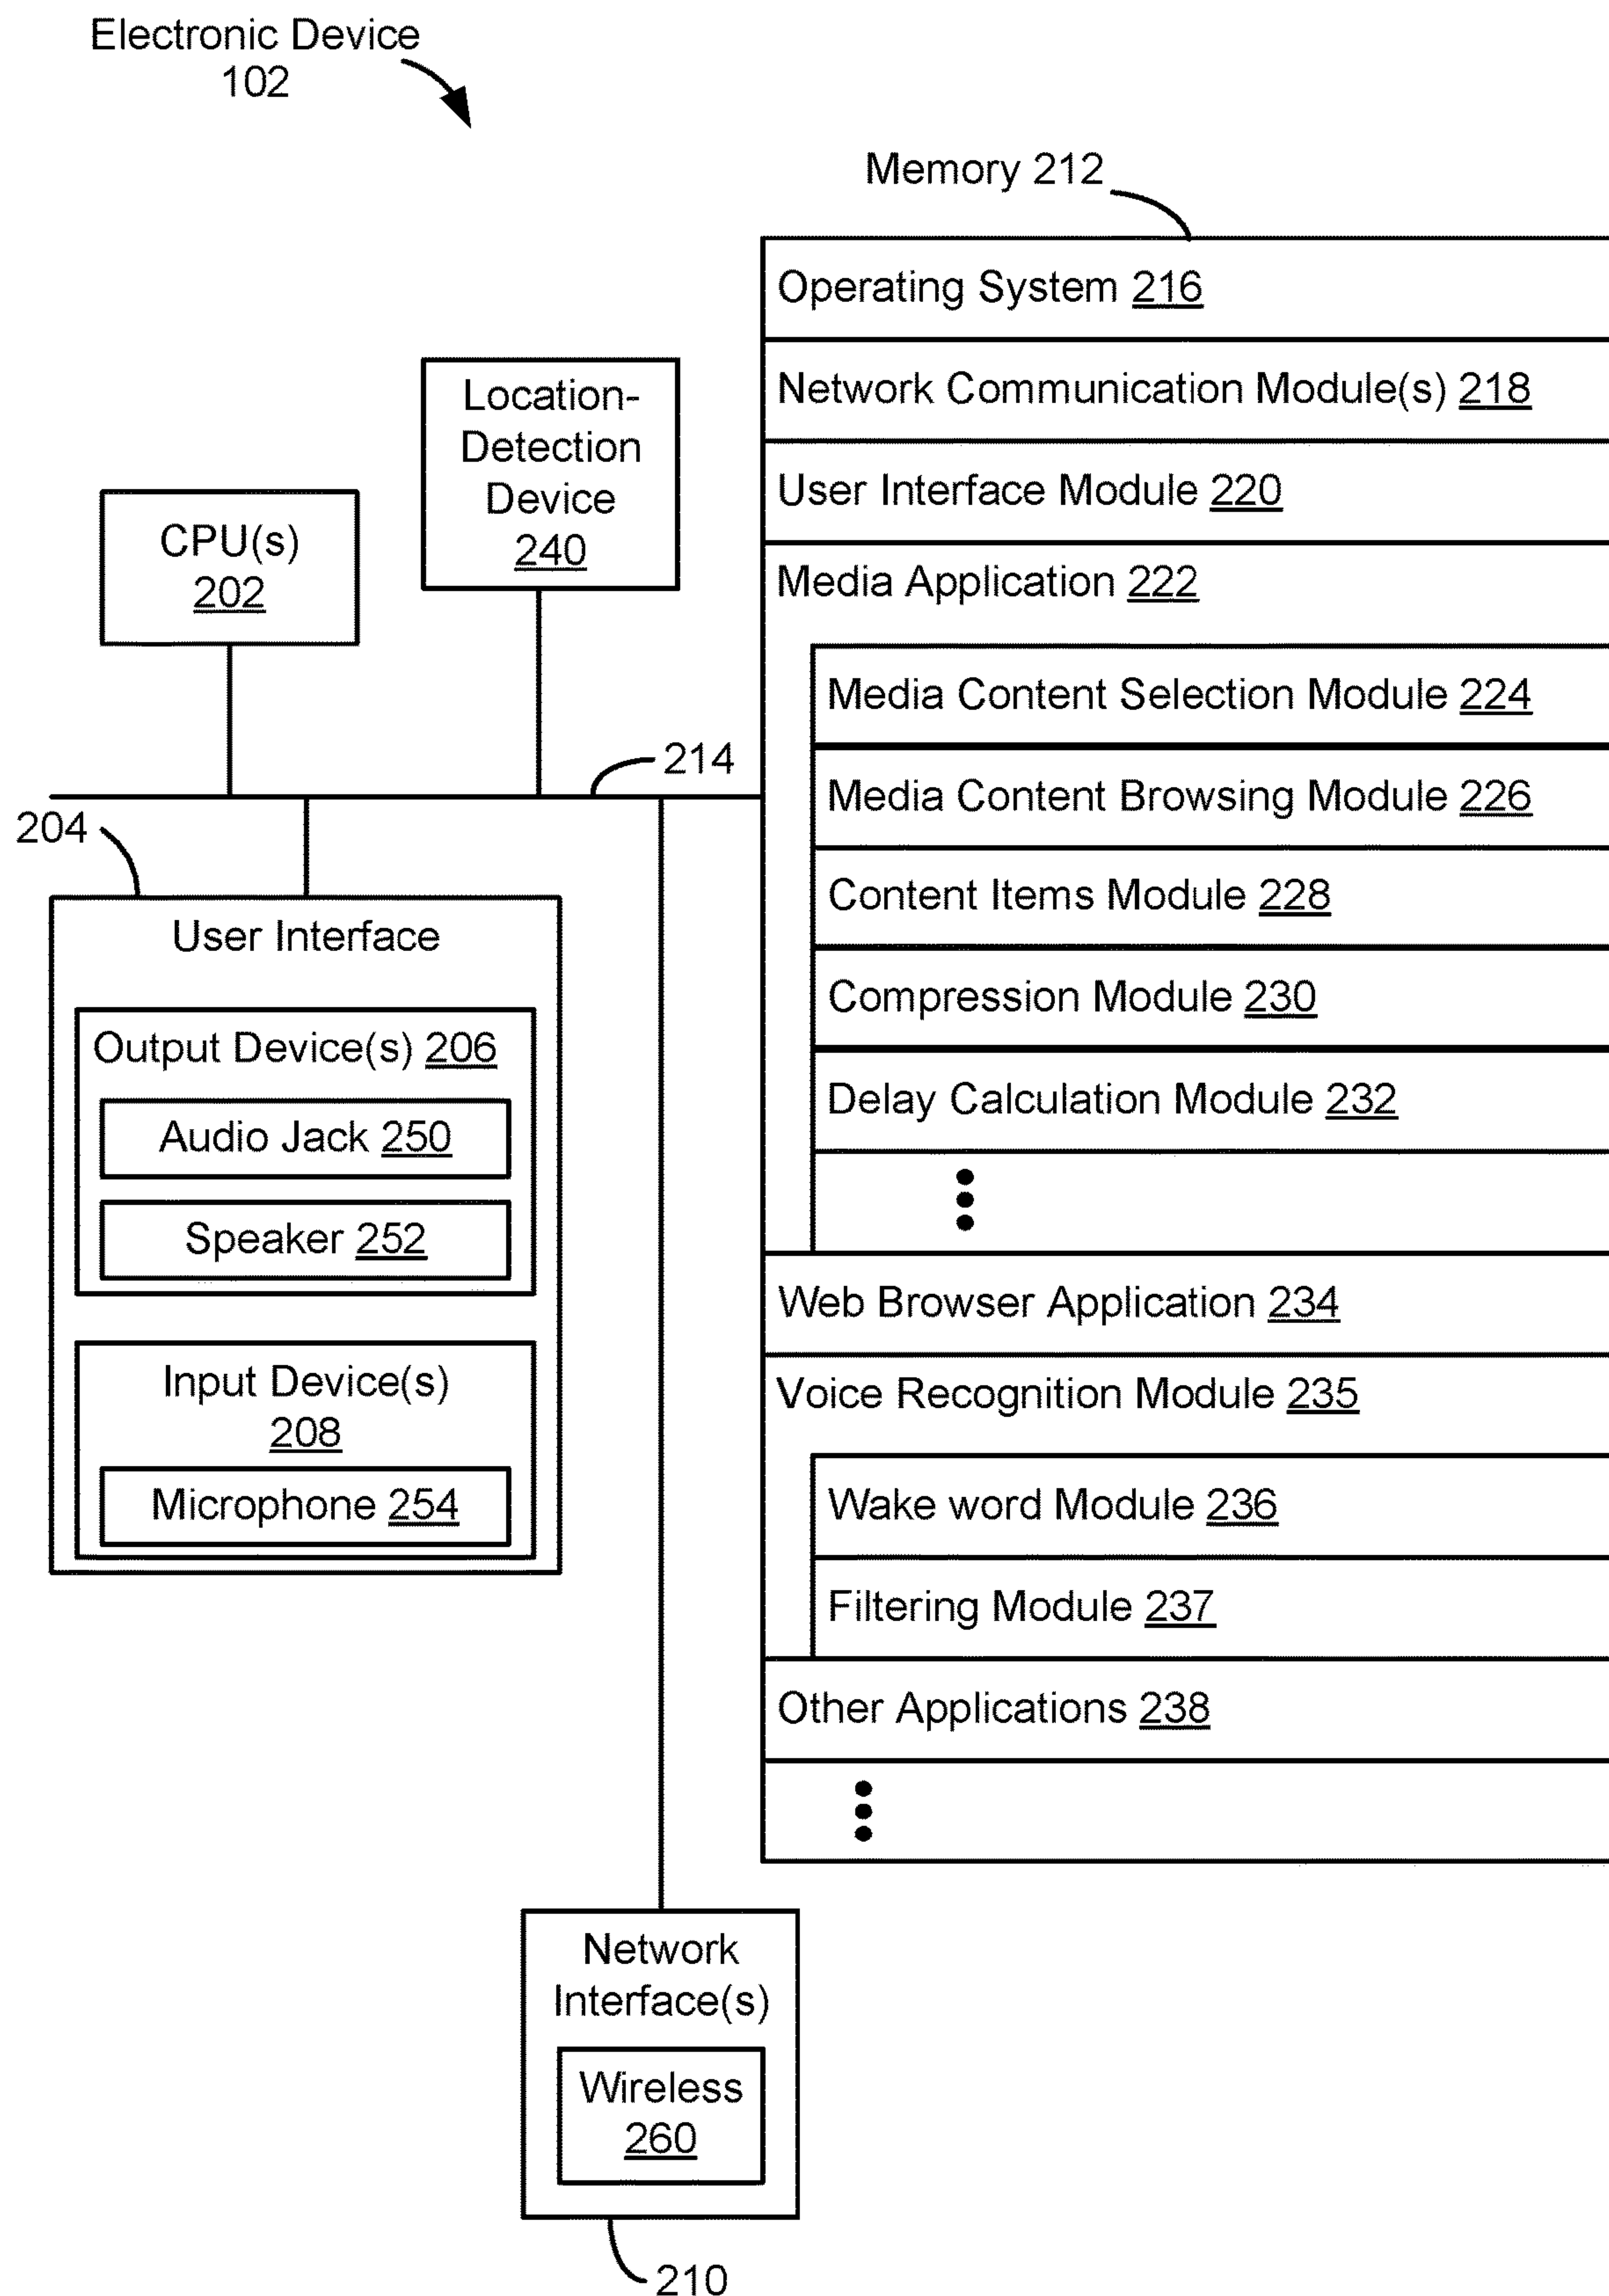 Electronic Device
102
Memory 212
Operating System 216
Network Communication Module(s) 218
User Interface Module 220
Media Application 222
Media Content Selection Module 224
Media Content Browsing Module 226
Content Items Module 228
Compression Module 230
Delay Calculation Module 232
Web Browser Application 234
Voice Recognition Module 235
Wake word Module 236
Filtering Module 237
Other Applications 238
Location-
Detection
Device
240
CPU(s)
202
214
204
User Interface
Output Device(s) 206
Audio Jack 250
Speaker 252
Input Device(s)
208
Microphone 254
Network
Interface(s)
Wireless
260
210